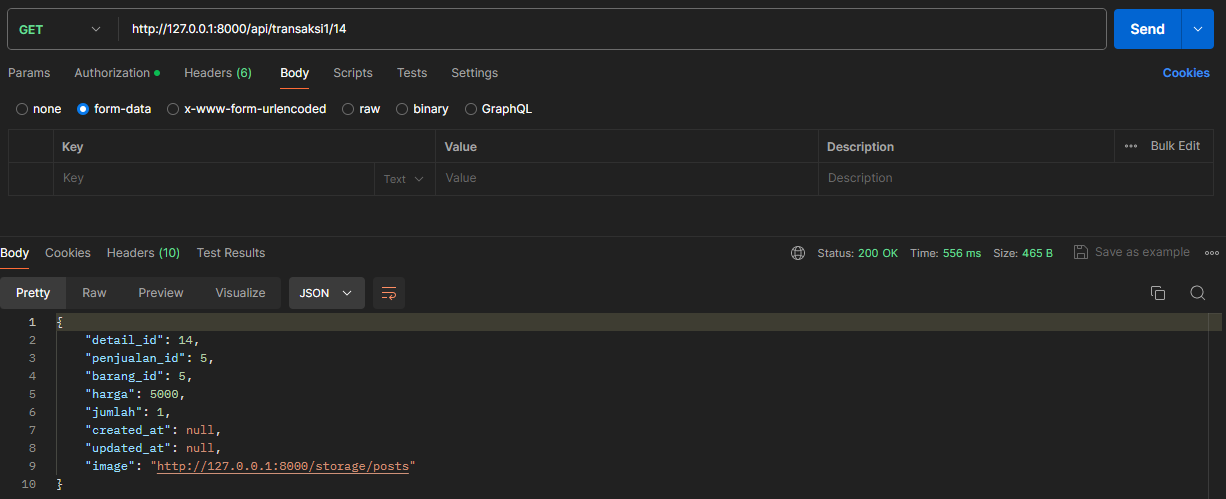 GET http://127.0.0.1:8000/api/transaksi1/14 Send
Params Authorization Headers (6) Body Scripts Tests Settings Cookies
none form-data x-www-form-urlencoded raw binary GraphQL
Key Value Description Bulk Edit
Key Text Value Description
Body Cookies Headers (10) Test Results Status: 200 OK Time: 556 ms Size: 465 B Save as example
Pretty Raw Preview Visualize JSON
1 {
2 "detail_id": 14,
3 "penjualan_id": 5,
4 "barang_id": 5,
5 "harga": 5000,
6 "jumlah": 1,
7 "created_at": null,
8 "updated_at": null,
9 "image": "http://127.0.0.1:8000/storage/posts"
10 }